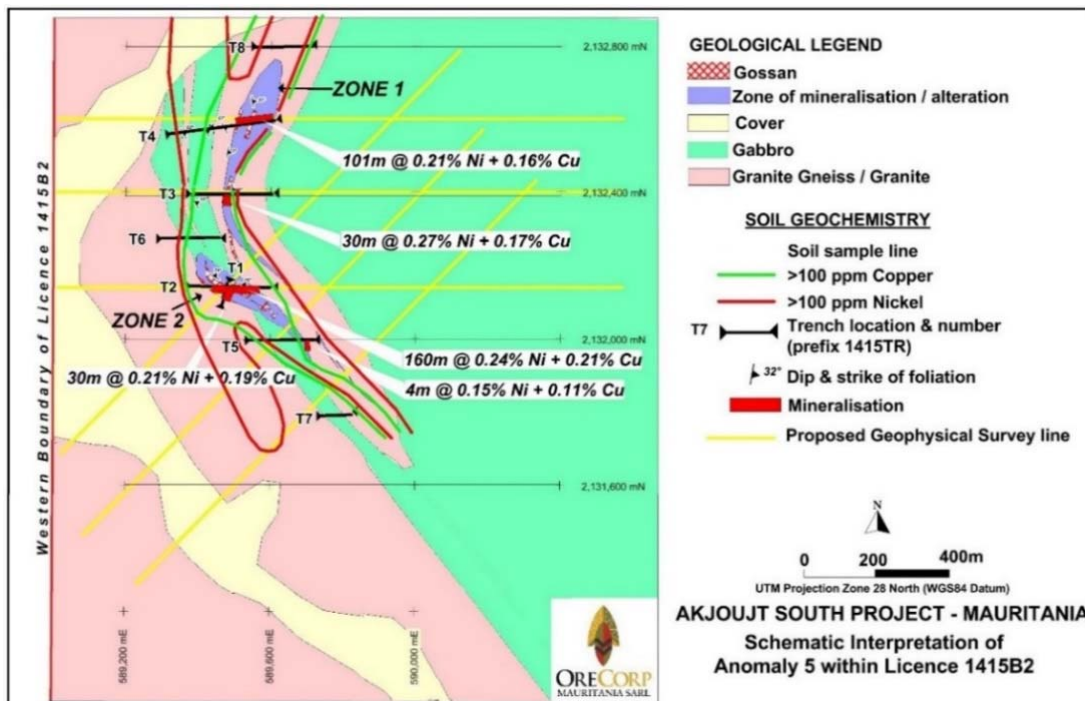 T8
2,132,800 mN
ZONE 1
T4
101m @ 0.21% Ni + 0.16% Cu
T3
2,132,400 mN
T6
30m @ 0.27% Ni + 0.17% Cu
T1
T2
ZONE 2
T5
2,132,000 mN
160m @ 0.24% Ni + 0.21% Cu
30m @ 0.21% Ni + 0.19% Cu
4m @ 0.15% Ni + 0.11% Cu
T7
2,131,600 mN
Western Boundary of Licence 1415B2
589,200 mE
589,600 mE
590,000 mE
ORECORP
MAURITANIA SARL
GEOLOGICAL LEGEND
Gossan
Zone of mineralisation / alteration
Cover
Gabbro
Granite Gneiss / Granite
SOIL GEOCHEMISTRY
Soil sample line
>100 ppm Copper
>100 ppm Nickel
T7 Trench location & number
(prefix 1415TR)
32° Dip & strike of foliation
Mineralisation
Proposed Geophysical Survey line
N
0 200 400m
UTM Projection Zone 28 North (WGS84 Datum)
AKJOUJT SOUTH PROJECT - MAURITANIA
Schematic Interpretation of
Anomaly 5 within Licence 1415B2